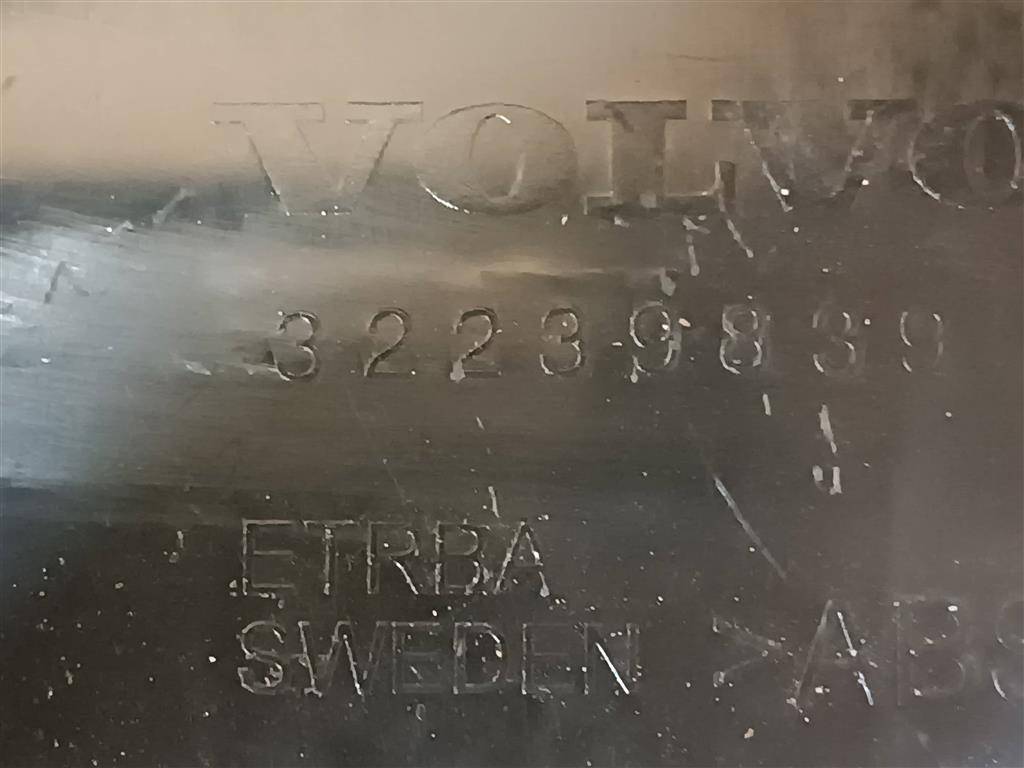 VOLVO
32239839
ETRBA
SWEDEN >ABS